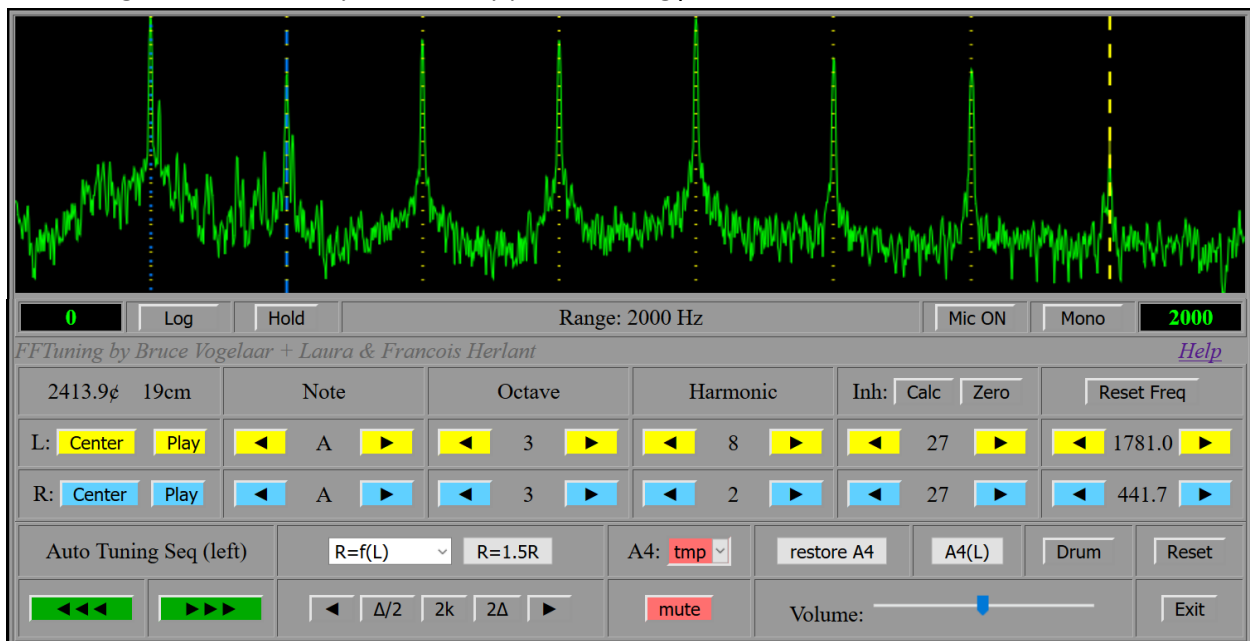 0 Log Hold Range: 2000 Hz Mic ON Mono 2000
FFTuning by Bruce Vogelaar + Laura & Francois Herlant Help
2413.9¢ 19cm Note Octave Harmonic Inh: Calc Zero Reset Freq
L: Center Play ◄ A ► ◄ 3 ► ◄ 8 ► ◄ 27 ► ◄ 1781.0 ►
R: Center Play ◄ A ► ◄ 3 ► ◄ 2 ► ◄ 27 ► ◄ 441.7 ►
Auto Tuning Seq (left) R=f(L) R=1.5R A4: tmp restore A4 A4(L) Drum Reset
◄◄◄ ►►► ◄ Δ/2 2k 2Δ ► mute Volume: Exit